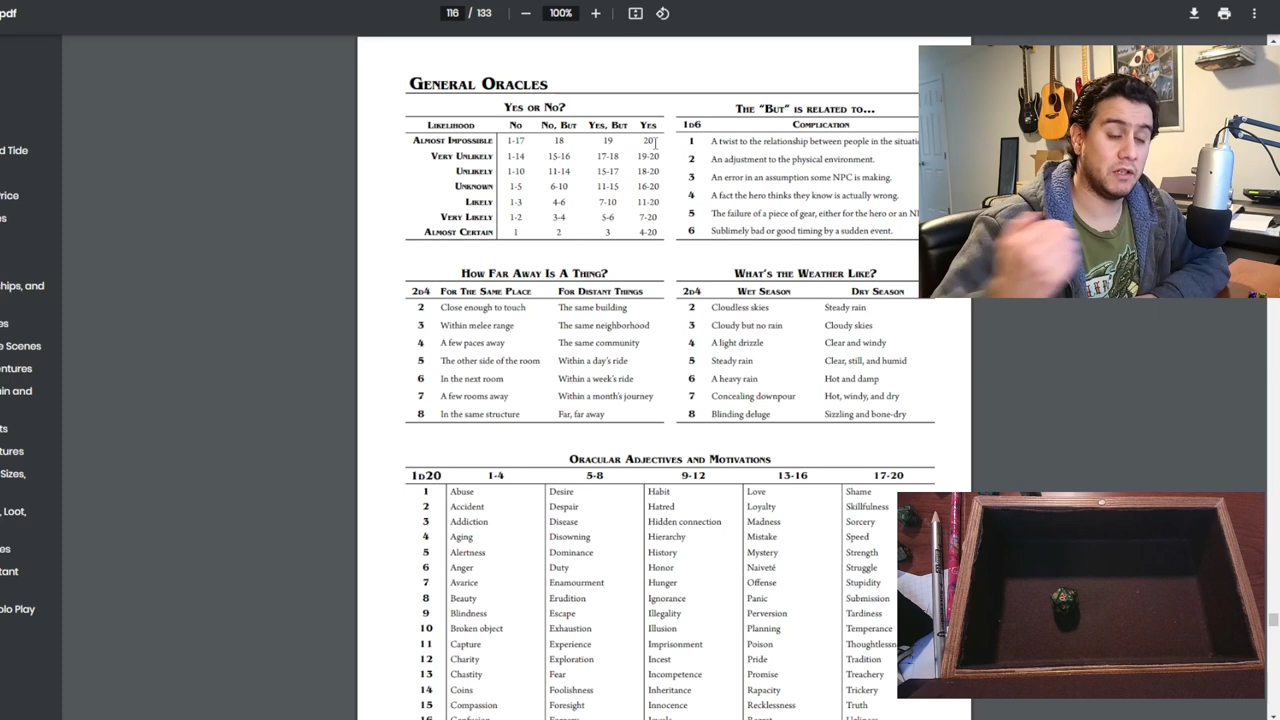 pdf
116 / 133
100%
d Tide
rice
s
hips, and
es
e Scenes
entures
ain and
ts
tures
Sizes,
, Loot,
es
tant
olo Play
GENERAL ORACLES
YES OR NO?
LIKELIHOOD NO NO, BUT YES, BUT YES
ALMOST IMPOSSIBLE 1-17 18 19 20
VERY UNLIKELY 1-14 15-16 17-18 19-20
UNLIKELY 1-10 11-14 15-17 18-20
UNKNOWN 1-5 6-10 11-15 16-20
LIKELY 1-3 4-6 7-10 11-20
VERY LIKELY 1-2 3-4 5-6 7-20
ALMOST CERTAIN 1 2 3 4-20
THE “BUT” IS RELATED TO…
1d6 COMPLICATION
1 A twist to the relationship between people in the situati
2 An adjustment to the physical environment.
3 An error in an assumption some NPC is making.
4 A fact the hero thinks they know is actually wrong.
5 The failure of a piece of gear, either for the hero or an N
6 Sublimely bad or good timing by a sudden event.
HOW FAR AWAY IS A THING?
2d4 FOR THE SAME PLACE FOR DISTANT THINGS
2 Close enough to touch The same building
3 Within melee range The same neighborhood
4 A few paces away The same community
5 The other side of the room Within a day's ride
6 In the next room Within a week's ride
7 A few rooms away Within a month's journey
8 In the same structure Far, far away
WHAT'S THE WEATHER LIKE?
2d4 WET SEASON DRY SEASON
2 Cloudless skies Steady rain
3 Cloudy but no rain Cloudy skies
4 A light drizzle Clear and windy
5 Steady rain Clear, still, and humid
6 A heavy rain Hot and damp
7 Concealing downpour Hot, windy, and dry
8 Blinding deluge Sizzling and bone-dry
ORACULAR ADJECTIVES AND MOTIVATIONS
1d20 1-4 5-8 9-12 13-16 17-20
1 Abuse Desire Habit Love Shame
2 Accident Despair Hatred Loyalty Skillfulness
3 Addiction Disease Hidden connection Madness Sorcery
4 Aging Disowning Hierarchy Mistake Speed
5 Alertness Dominance History Mystery Strength
6 Anger Duty Honor Naiveté Struggle
7 Avarice Enamourment Hunger Offense Stupidity
8 Beauty Erudition Ignorance Panic Submission
9 Blindness Escape Illegality Perversion Tardiness
10 Broken object Exhaustion Illusion Planning Temperance
11 Capture Experience Imprisonment Poison Thoughtlessn
12 Charity Exploration Incest Pride Tradition
13 Chastity Fear Incompetence Promise Treachery
14 Coins Foolishness Inheritance Rapacity Trickery
15 Compassion Foresight Innocence Recklessness Truth